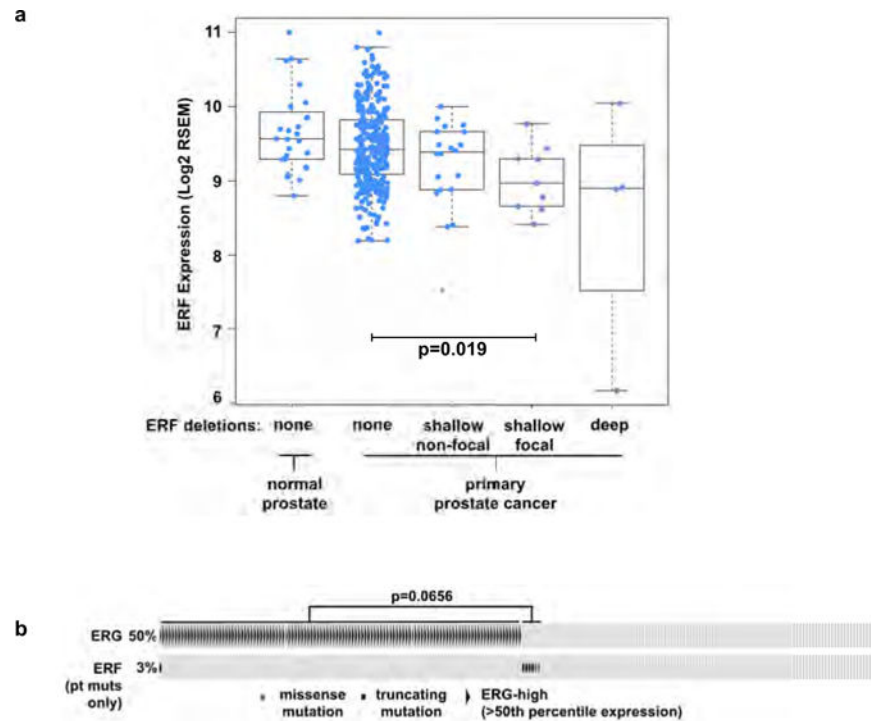 a
11
10
9
8
7
6
ERF Expression (Log2 RSEM)
p=0.019
ERF deletions: none none shallow non-focal shallow focal deep
normal prostate
primary prostate cancer
p=0.0656
b
ERG 50%
ERF 3%
(pt muts only)
missense mutation
truncating mutation
ERG-high
(>50th percentile expression)